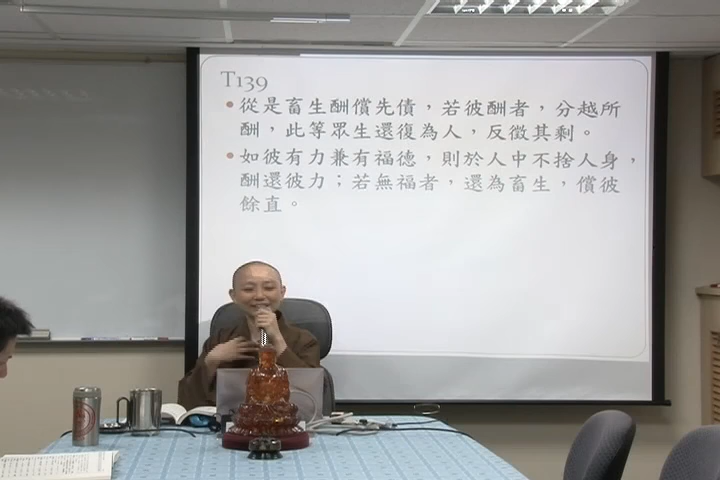 T139
•從是畜生酬償先債，若彼酬者，分越所
酬，此等眾生還復為人，反徵其剩。
•如彼有力兼有福德，則於人中不捨人身，
酬還彼力；若無福者，還為畜生，償彼
餘直。